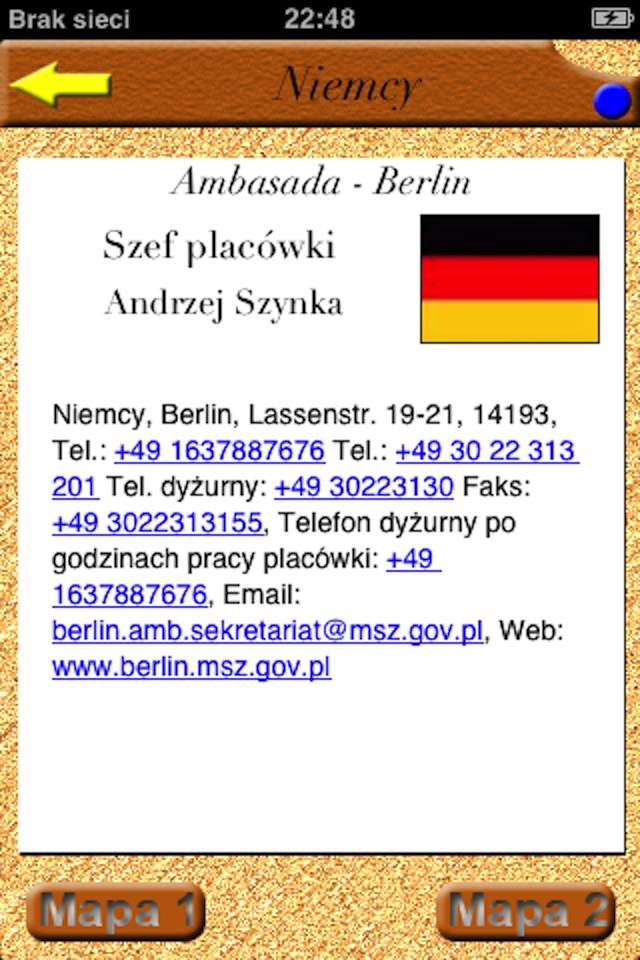 Brak sieci 22:48
Niemcy
Ambasada - Berlin
Szef placówki
Andrzej Szynka
Niemcy, Berlin, Lassenstr. 19-21, 14193,
Tel.: +49 1637887676 Tel.: +49 30 22 313
201 Tel. dyżurny: +49 30223130 Faks:
+49 3022313155, Telefon dyżurny po
godzinach pracy placówki: +49
1637887676, Email:
berlin.amb.sekretariat@msz.gov.pl, Web:
www.berlin.msz.gov.pl
Mapa 1 Mapa 2